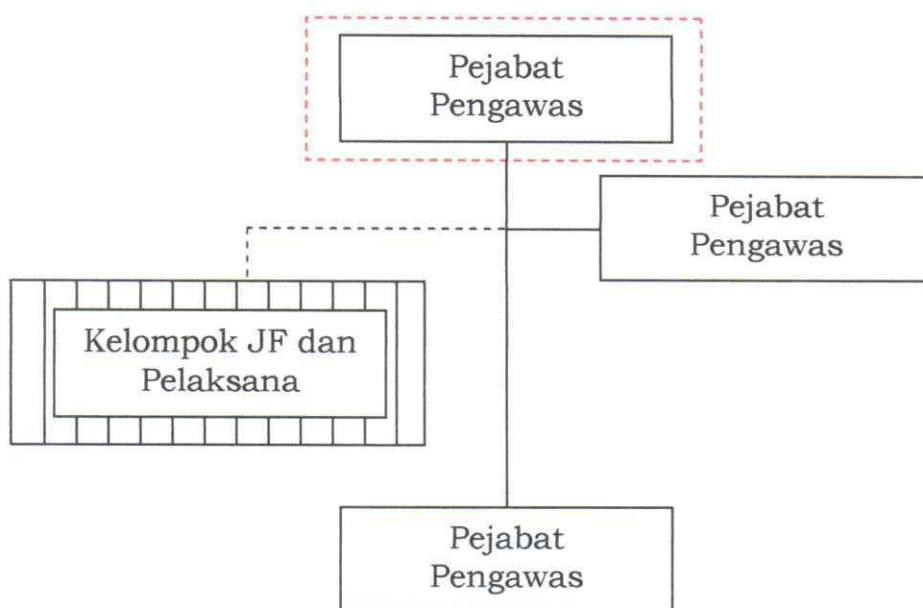 Pejabat
Pengawas
Pejabat
Pengawas
Kelompok JF dan
Pelaksana
Pejabat
Pengawas